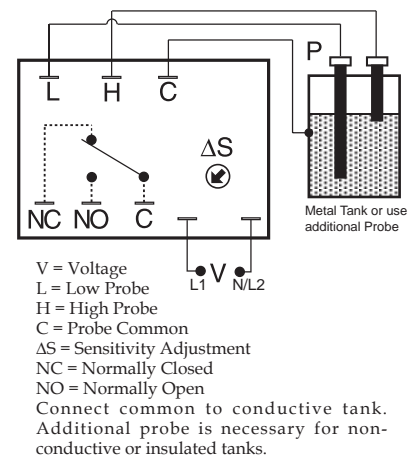 P
L H C
ΔS
NC NO C
Metal Tank or use
additional Probe
L1 V N/L2
V = Voltage
L = Low Probe
H = High Probe
C = Probe Common
ΔS = Sensitivity Adjustment
NC = Normally Closed
NO = Normally Open
Connect common to conductive tank.
Additional probe is necessary for non-
conductive or insulated tanks.